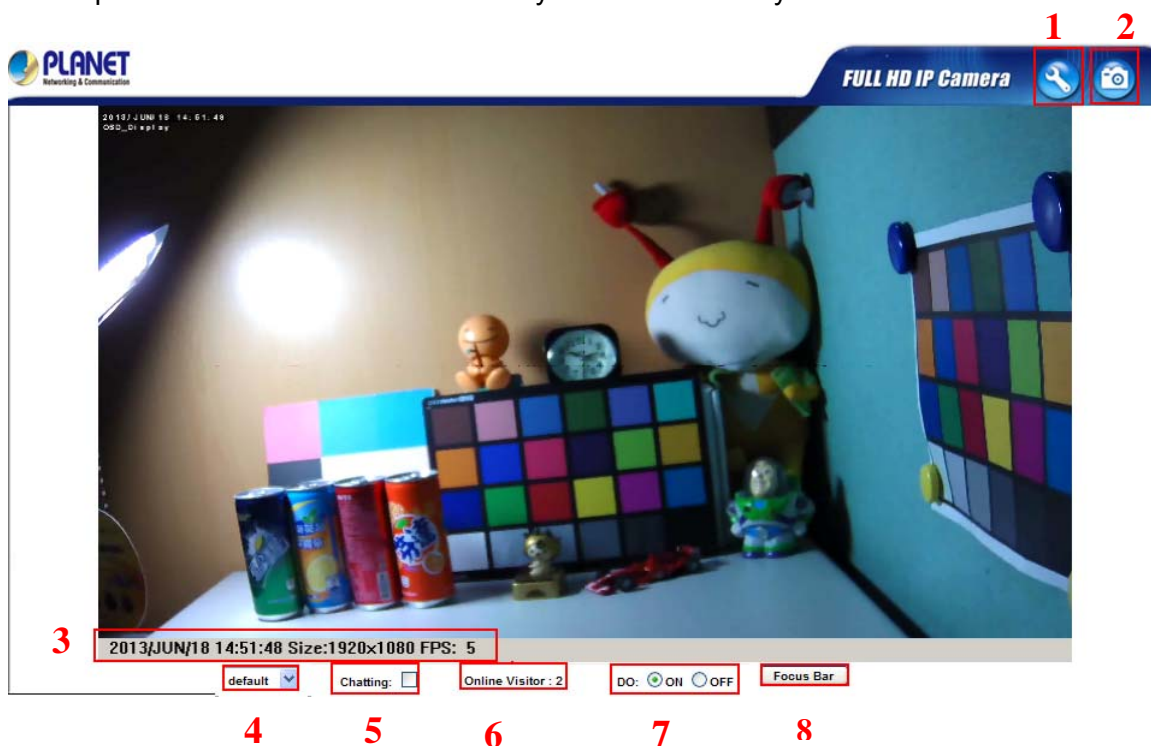 1 2
PLANET
Networking & Communication
FULL HD IP Camera
2013/JUN/18 14:51:48
OSD_Display
3
2013/JUN/18 14:51:48 Size:1920x1080 FPS: 5
default
Chatting:
Online Visitor : 2
DO: ON OFF
Focus Bar
4 5 6 7 8